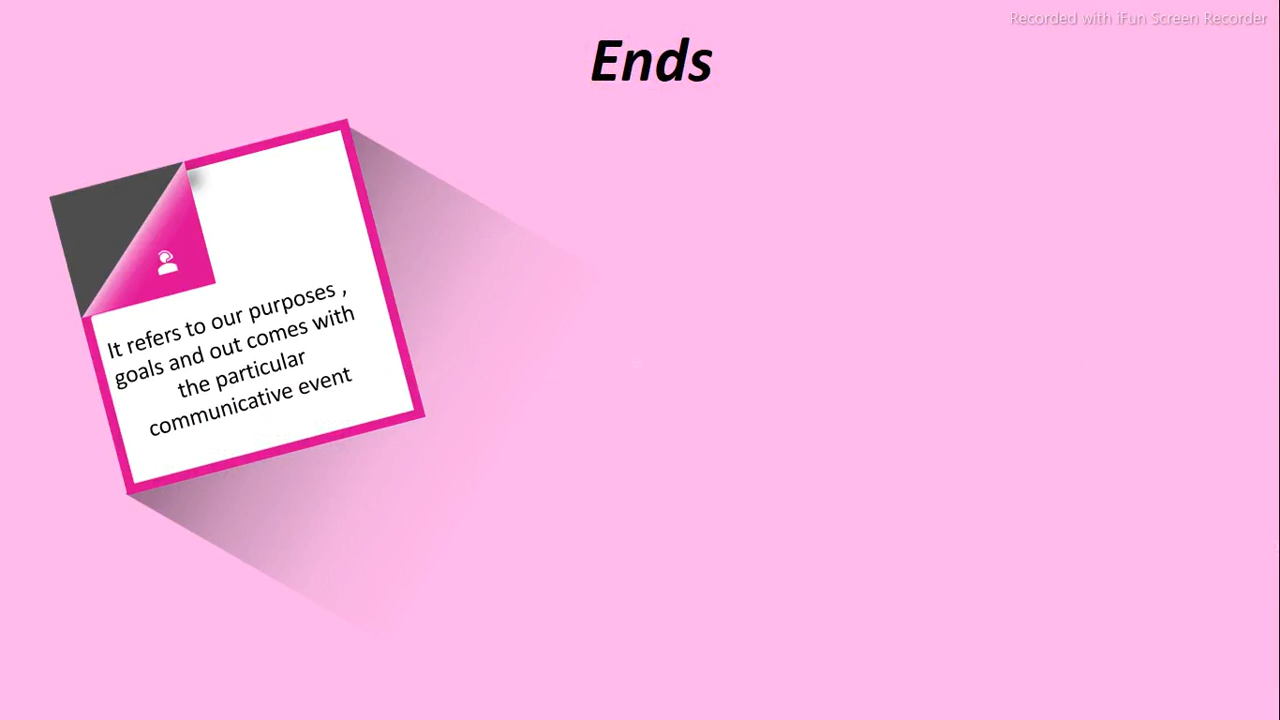 Recorded with iFun Screen Recorder
Ends
It refers to our purposes ,
goals and out comes with
the particular
communicative event